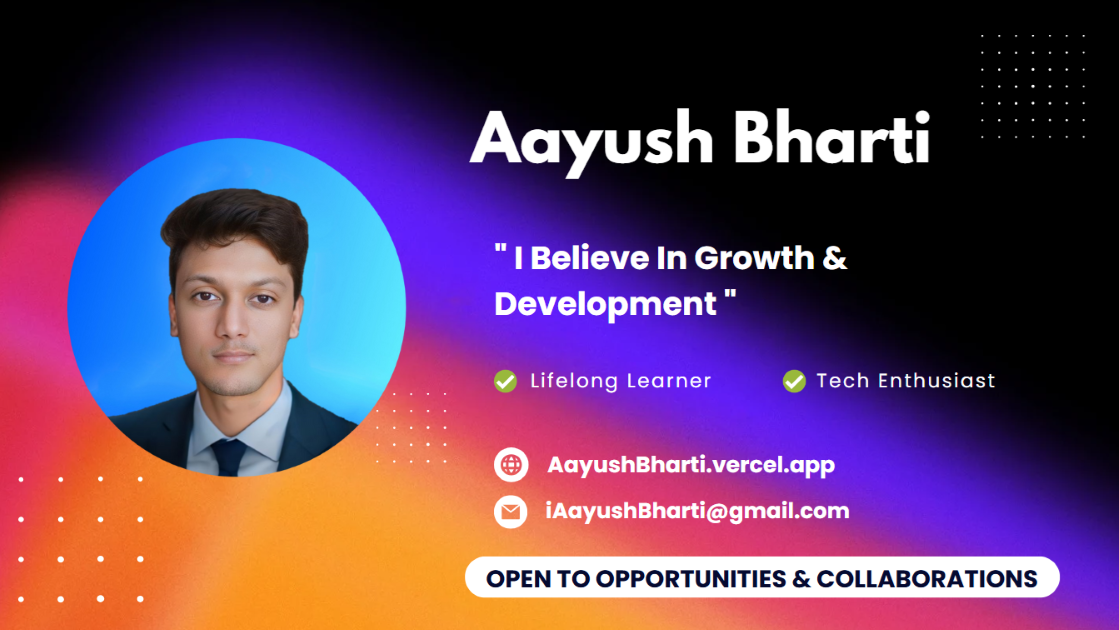 Aayush Bharti
" I Believe In Growth &
Development "
Lifelong Learner
Tech Enthusiast
AayushBharti.vercel.app
iAayushBharti@gmail.com
OPEN TO OPPORTUNITIES & COLLABORATIONS